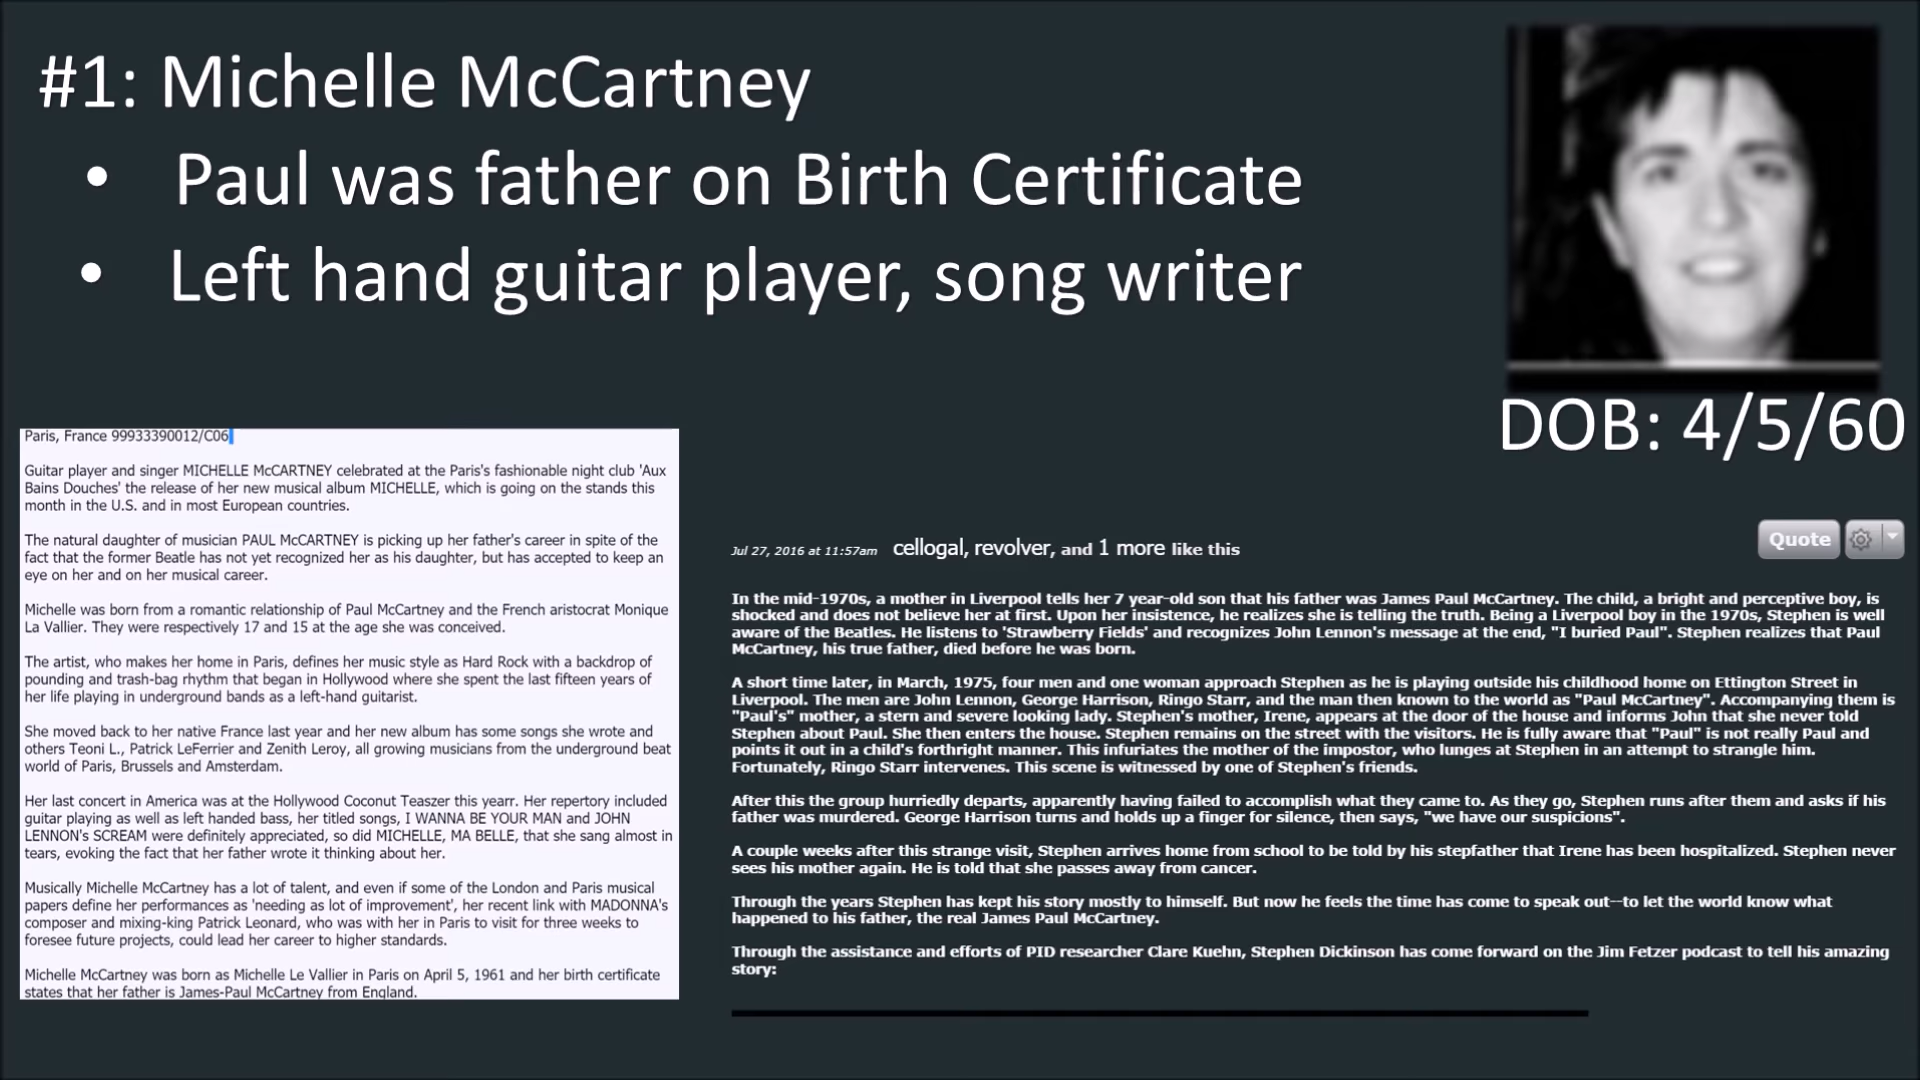 #1: Michelle McCartney
• Paul was father on Birth Certificate
• Left hand guitar player, song writer
DOB: 4/5/60
Paris, France 99933390012/C06
Guitar player and singer MICHELLE McCARTNEY celebrated at the Paris's fashionable night club 'Aux
Bains Douches' the release of her new musical album MICHELLE, which is going on the stands this
month in the U.S. and in most European countries.
The natural daughter of musician PAUL McCARTNEY is picking up her father's career in spite of the
fact that the former Beatle has not yet recognized her as his daughter, but has accepted to keep an
eye on her and on her musical career.
Michelle was born from a romantic relationship of Paul McCartney and the French aristocrat Monique
La Vallier. They were respectively 17 and 15 at the age she was conceived.
The artist, who makes her home in Paris, defines her music style as Hard Rock with a backdrop of
pounding and trash-bag rhythm that began in Hollywood where she spent the last fifteen years of
her life playing in underground bands as a left-hand guitarist.
She moved back to her native France last year and her new album has some songs she wrote and
others Teoni L., Patrick LeFerrier and Zenith Leroy, all growing musicians from the underground beat
world of Paris, Brussels and Amsterdam.
Her last concert in America was at the Hollywood Coconut Teaszer this yearr. Her repertory included
guitar playing as well as left handed bass, her titled songs, I WANNA BE YOUR MAN and JOHN
LENNON's SCREAM were definitely appreciated, so did MICHELLE, MA BELLE, that she sang almost in
tears, evoking the fact that her father wrote it thinking about her.
Musically Michelle McCartney has a lot of talent, and even if some of the London and Paris musical
papers define her performances as 'needing as lot of improvement', her recent link with MADONNA's
composer and mixing-king Patrick Leonard, who was with her in Paris to visit for three weeks to
foresee future projects, could lead her career to higher standards.
Michelle McCartney was born as Michelle Le Vallier in Paris on April 5, 1961 and her birth certificate
states that her father is James-Paul McCartney from England.
Jul 27, 2016 at 11:57am cellogal, revolver, and 1 more like this
Quote
In the mid-1970s, a mother in Liverpool tells her 7 year-old son that his father was James Paul McCartney. The child, a bright and perceptive boy, is
shocked and does not believe her at first. Upon her insistence, he realizes she is telling the truth. Being a Liverpool boy in the 1970s, Stephen is well
aware of the Beatles. He listens to 'Strawberry Fields' and recognizes John Lennon's message at the end, "I buried Paul". Stephen realizes that Paul
McCartney, his true father, died before he was born.
A short time later, in March, 1975, four men and one woman approach Stephen as he is playing outside his childhood home on Ettington Street in
Liverpool. The men are John Lennon, George Harrison, Ringo Starr, and the man then known to the world as "Paul McCartney". Accompanying them is
"Paul's" mother, a stern and severe looking lady. Stephen's mother, Irene, appears at the door of the house and informs John that she never told
Stephen about Paul. She then enters the house. Stephen remains on the street with the visitors. He is fully aware that "Paul" is not really Paul and
points it out in a child's forthright manner. This infuriates the mother of the impostor, who lunges at Stephen in an attempt to strangle him.
Fortunately, Ringo Starr intervenes. This scene is witnessed by one of Stephen's friends.
After this the group hurriedly departs, apparently having failed to accomplish what they came to. As they go, Stephen runs after them and asks if his
father was murdered. George Harrison turns and holds up a finger for silence, then says, "we have our suspicions".
A couple weeks after this strange visit, Stephen arrives home from school to be told by his stepfather that Irene has been hospitalized. Stephen never
sees his mother again. He is told that she passes away from cancer.
Through the years Stephen has kept his story mostly to himself. But now he feels the time has come to speak out--to let the world know what
happened to his father, the real James Paul McCartney.
Through the assistance and efforts of PID researcher Clare Kuehn, Stephen Dickinson has come forward on the Jim Fetzer podcast to tell his amazing
story: